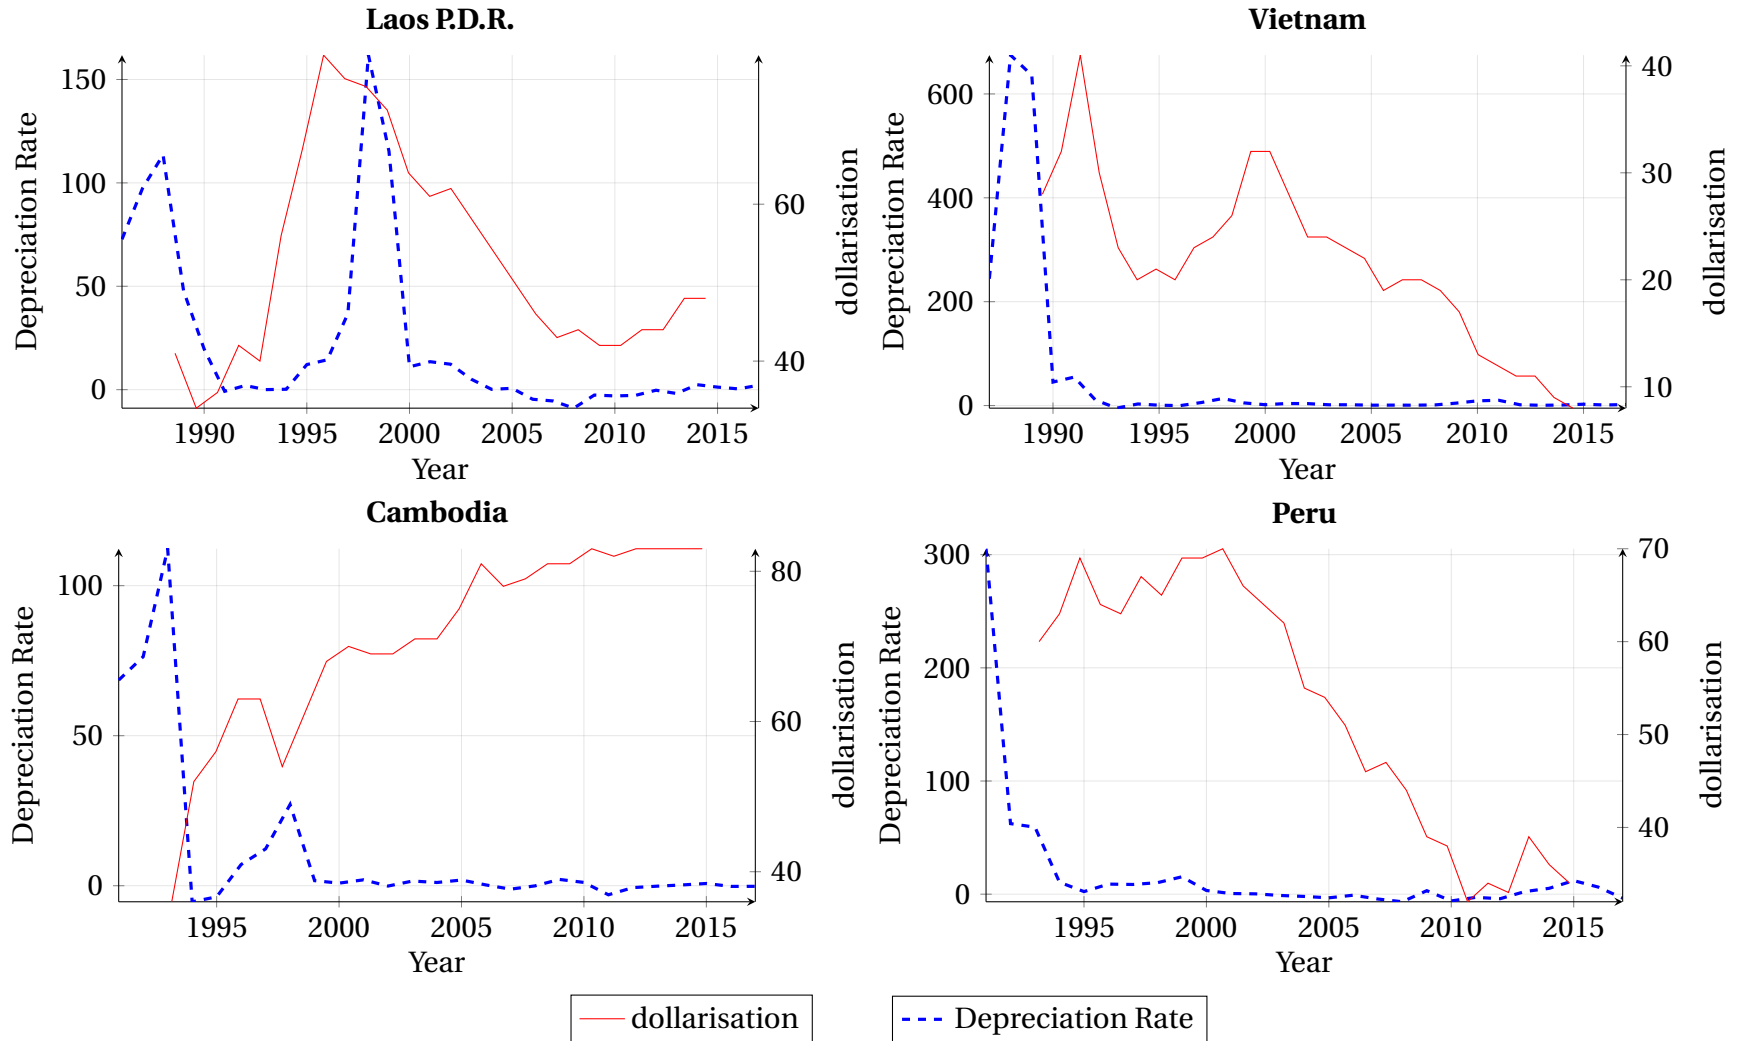 Laos P.D.R.
150
100
50
0
Depreciation Rate
60
40
dollarisation
1990 1995 2000 2005 2010 2015
Year
Vietnam
600
400
200
0
Depreciation Rate
40
30
20
10
dollarisation
1990 1995 2000 2005 2010 2015
Year
Cambodia
100
50
0
Depreciation Rate
80
60
40
dollarisation
1995 2000 2005 2010 2015
Year
Peru
300
200
100
0
Depreciation Rate
70
60
50
40
dollarisation
1995 2000 2005 2010 2015
Year
dollarisation
Depreciation Rate